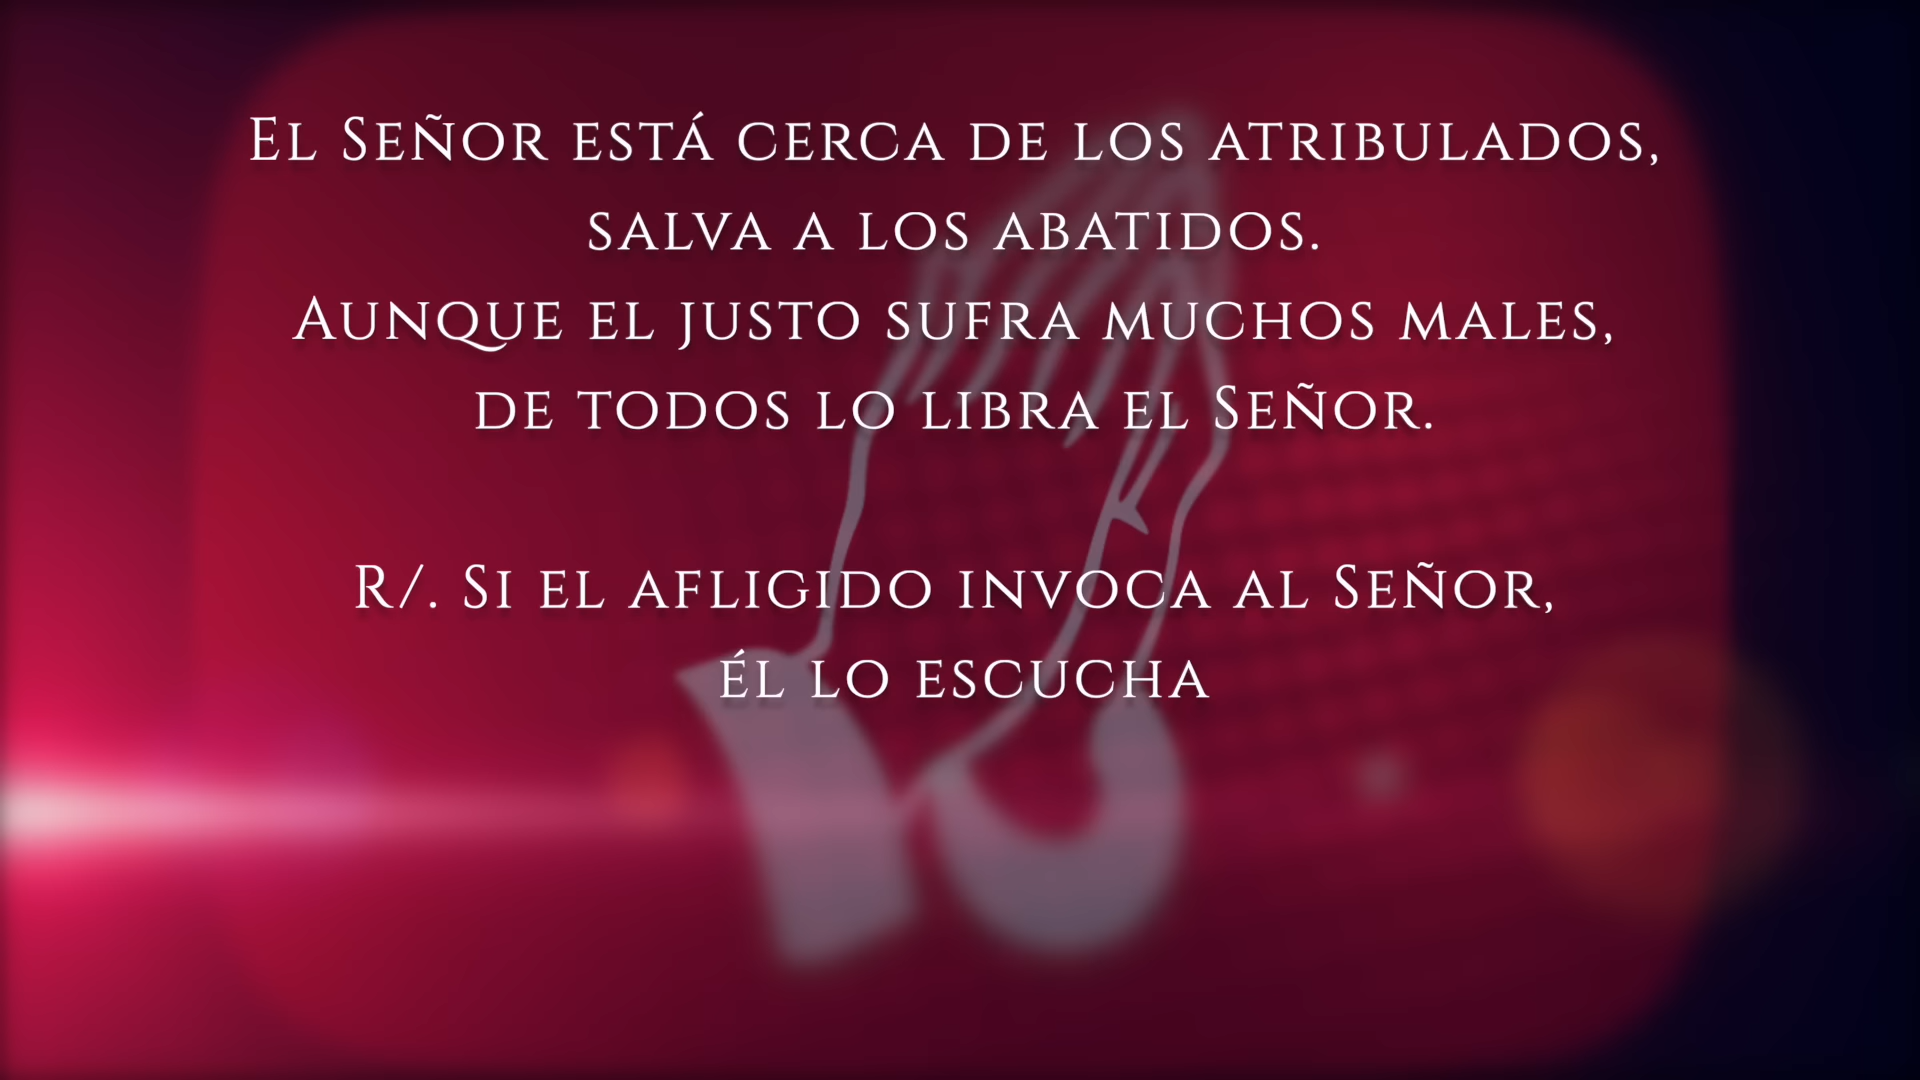 El Señor está cerca de los atribulados,
salva a los abatidos.
Aunque el justo sufra muchos males,
de todos lo libra el Señor.
R/. Si el afligido invoca al Señor,
él lo escucha